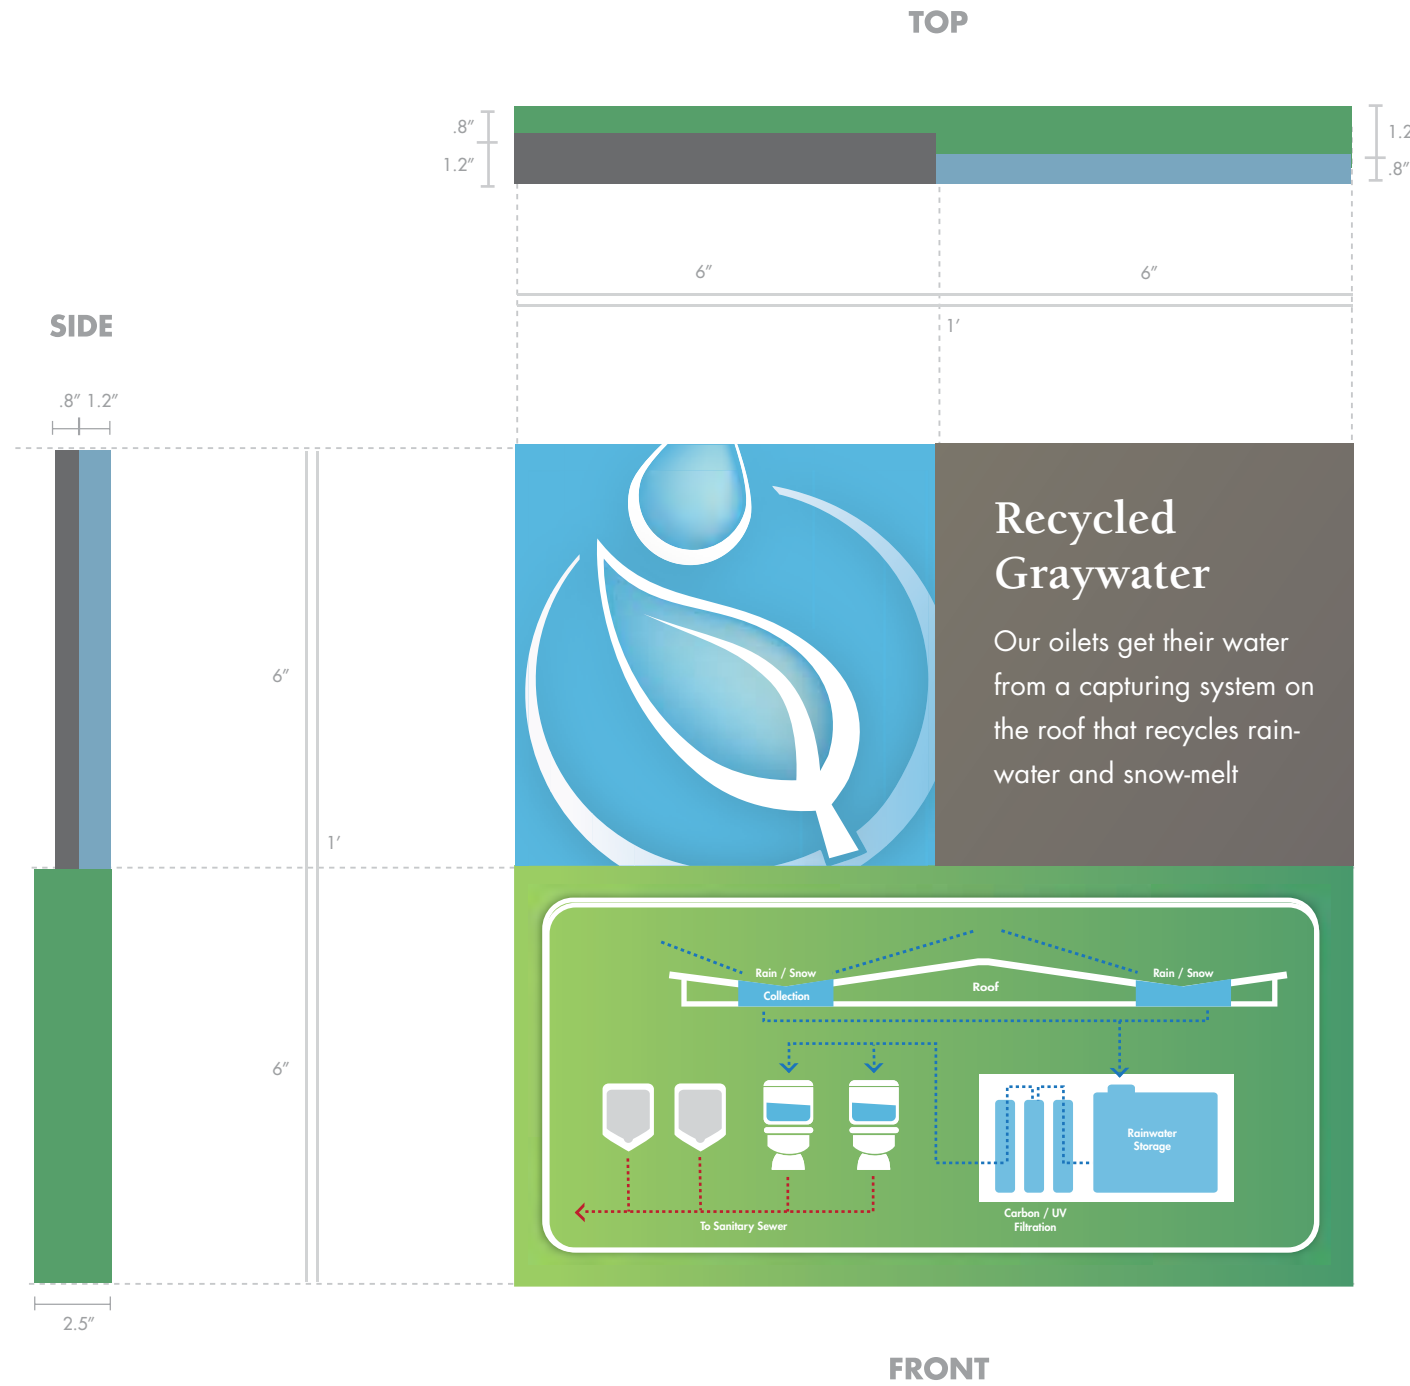 TOP
.8”
1.2”
1.2
.8”
6”
6”
1’
SIDE
.8” 1.2”
6”
1’
6”
2.5”
Recycled
Graywater
Our oilets get their water
from a capturing system on
the roof that recycles rain-
water and snow-melt
Rain / Snow
Collection
Roof
Rain / Snow
Rainwater
Storage
Carbon / UV
Filtration
To Sanitary Sewer
FRONT